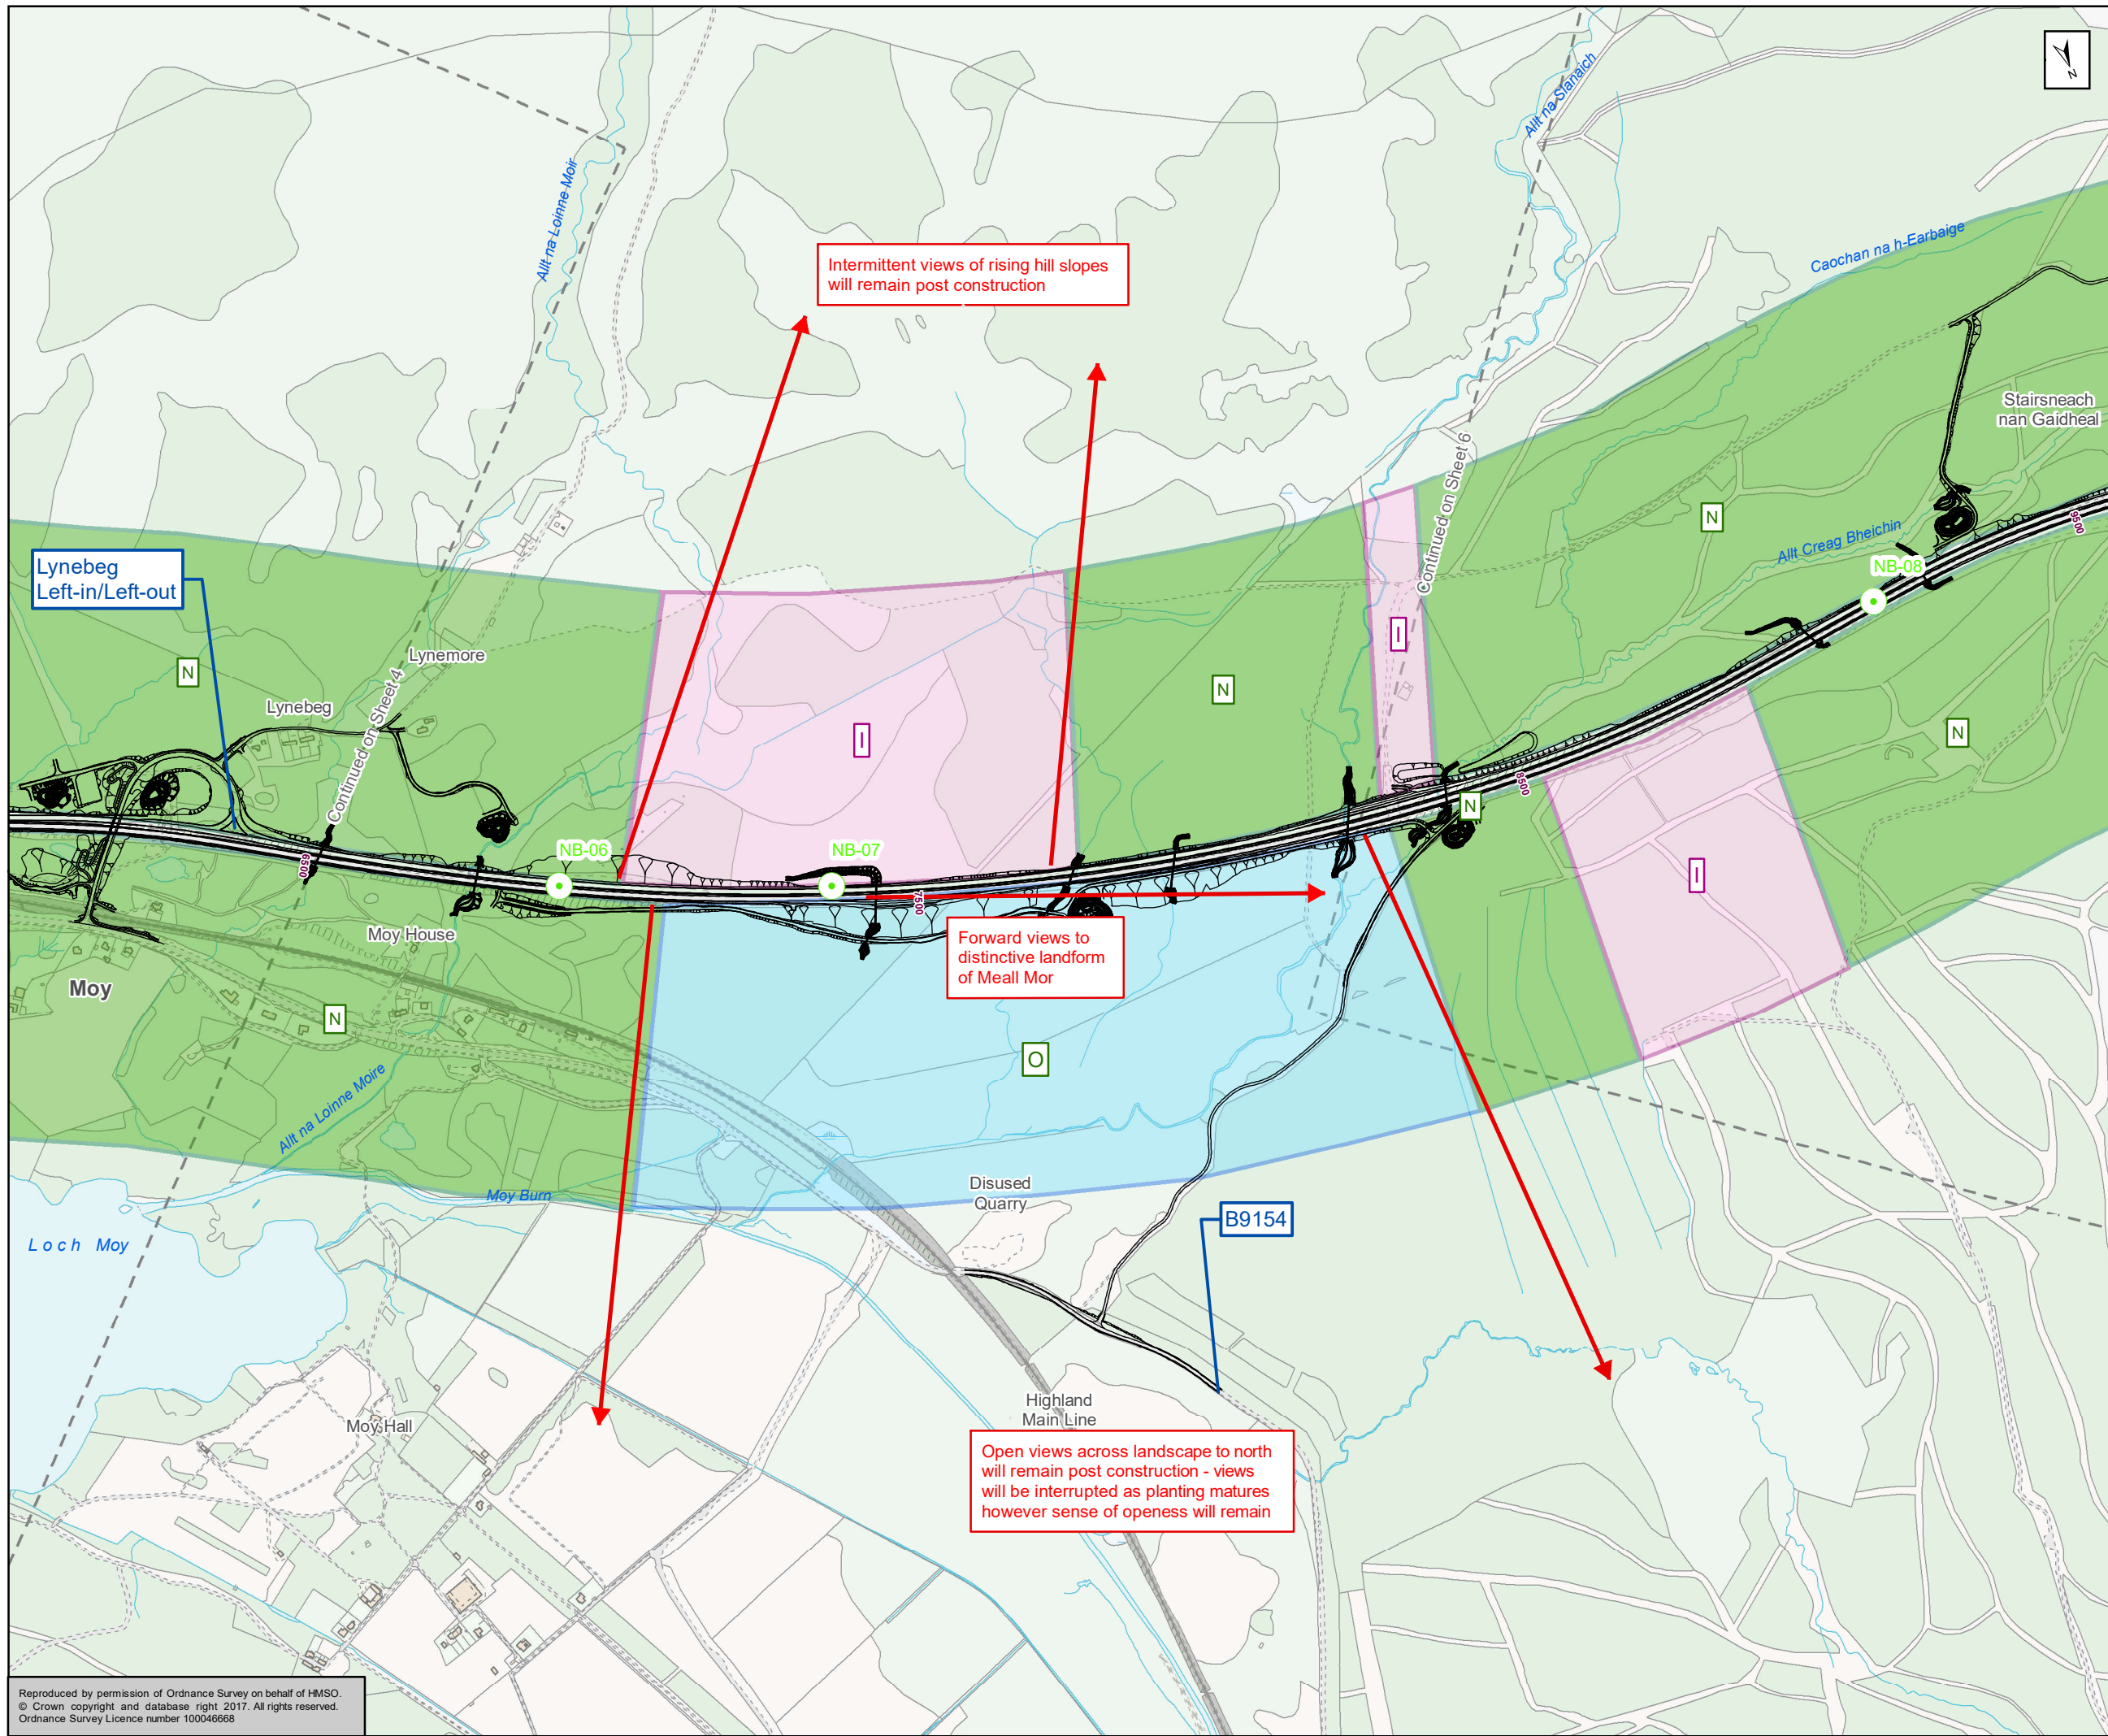 N
Allt na Slanaich
Allt na Loinne Moir
Caochan na h-Earbaige
Intermittent views of rising hill slopes
will remain post construction
Stairsneach
nan Gaidheal
Continued on Sheet 6
N
9500
Allt Creag Bheichin
NB-08
Lynebeg
Left-in/Left-out
N
Lynemore
I
N
Lynebeg
Continued on Sheet 4
I
N
8500
N
NB-06
NB-07
6500
I
7500
Moy House
Forward views to
distinctive landform
of Meall Mor
Moy
N
O
Allt na Loinne Moire
Moy Burn
Disused
Quarry
B9154
Loch Moy
Moy Hall
Highland
Main Line
Open views across landscape to north
will remain post construction - views
will be interrupted as planting matures
however sense of openess will remain
Reproduced by permission of Ordnance Survey on behalf of HMSO.
© Crown copyright and database right 2017. All rights reserved.
Ordnance Survey Licence number 100046668